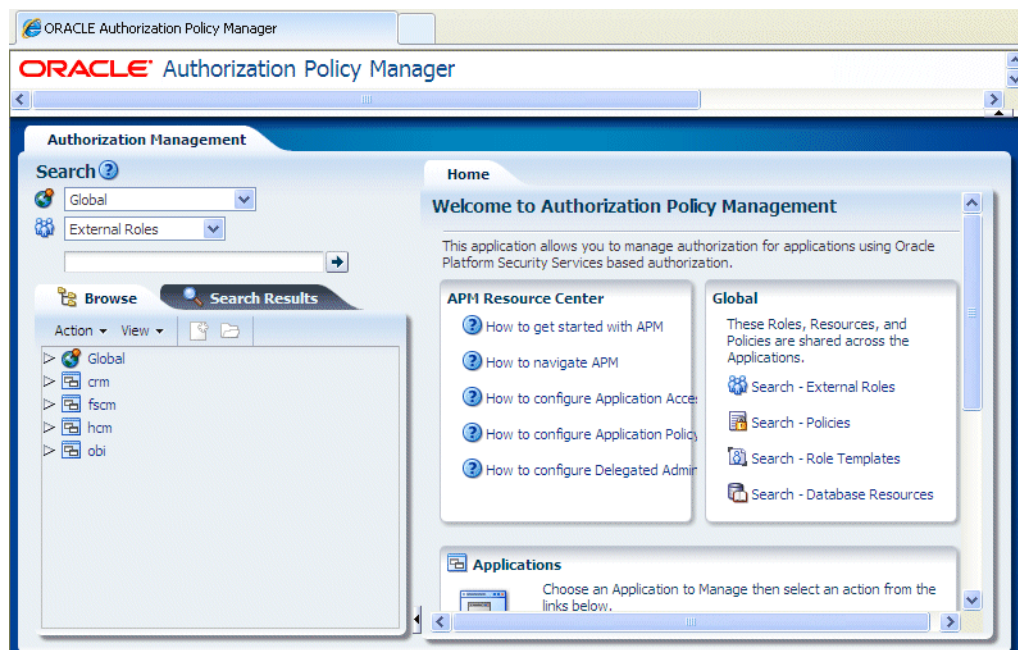 ORACLE Authorization Policy Manager
ORACLE Authorization Policy Manager
Authorization Management
Search
Global
External Roles
Browse
Search Results
Action View
Global
crm
fscm
hcm
obi
Home
Welcome to Authorization Policy Management
This application allows you to manage authorization for applications using Oracle
Platform Security Services based authorization.
APM Resource Center
How to get started with APM
How to navigate APM
How to configure Application Acce
How to configure Application Policy
How to configure Delegated Admin
Global
These Roles, Resources, and
Policies are shared across the
Applications.
Search - External Roles
Search - Policies
Search - Role Templates
Search - Database Resources
Applications
Choose an Application to Manage then select an action from the
links below.